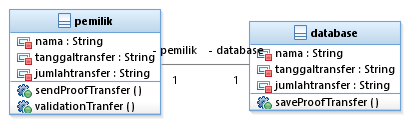 pemilik
nama : String
tanggaltransfer : String
jumlahtransfer : String
sendProofTransfer ( )
validationTranfer ( )
- pemilik
- database
1
1
database
nama : String
tanggaltransfer : String
jumlahtransfer : String
saveProofTransfer ( )